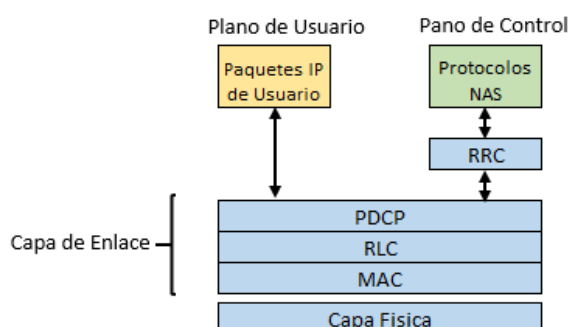 Plano de Usuario
Pano de Control
Paquetes IP
de Usuario
Protocolos
NAS
RRC
Capa de Enlace
PDCP
RLC
MAC
Capa Fisica